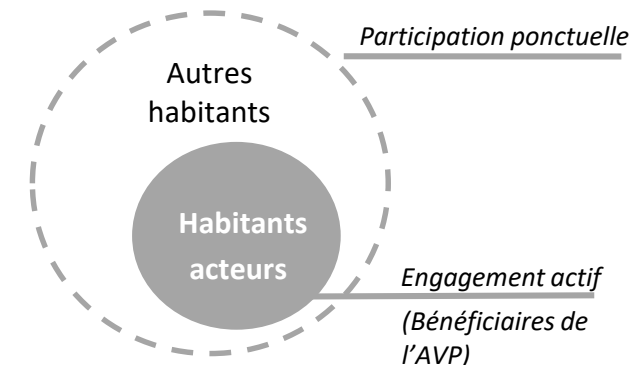 Participation ponctuelle
Autres
habitants
Habitants
acteurs
Engagement actif
(Bénéficiaires de
l’AVP)